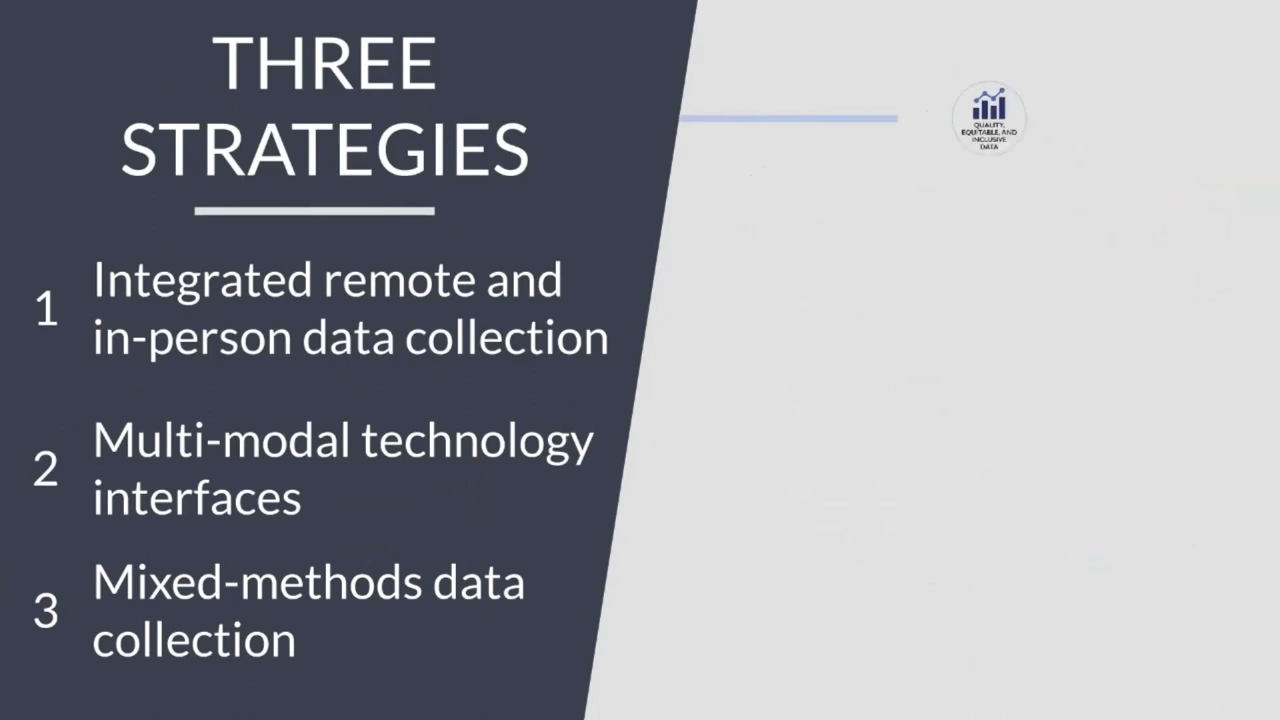 THREE
STRATEGIES
1
Integrated remote and
in-person data collection
2
Multi-modal technology
interfaces
3
Mixed-methods data
collection
QUALITY,
EQUITABLE, AND
INCLUSIVE
DATA